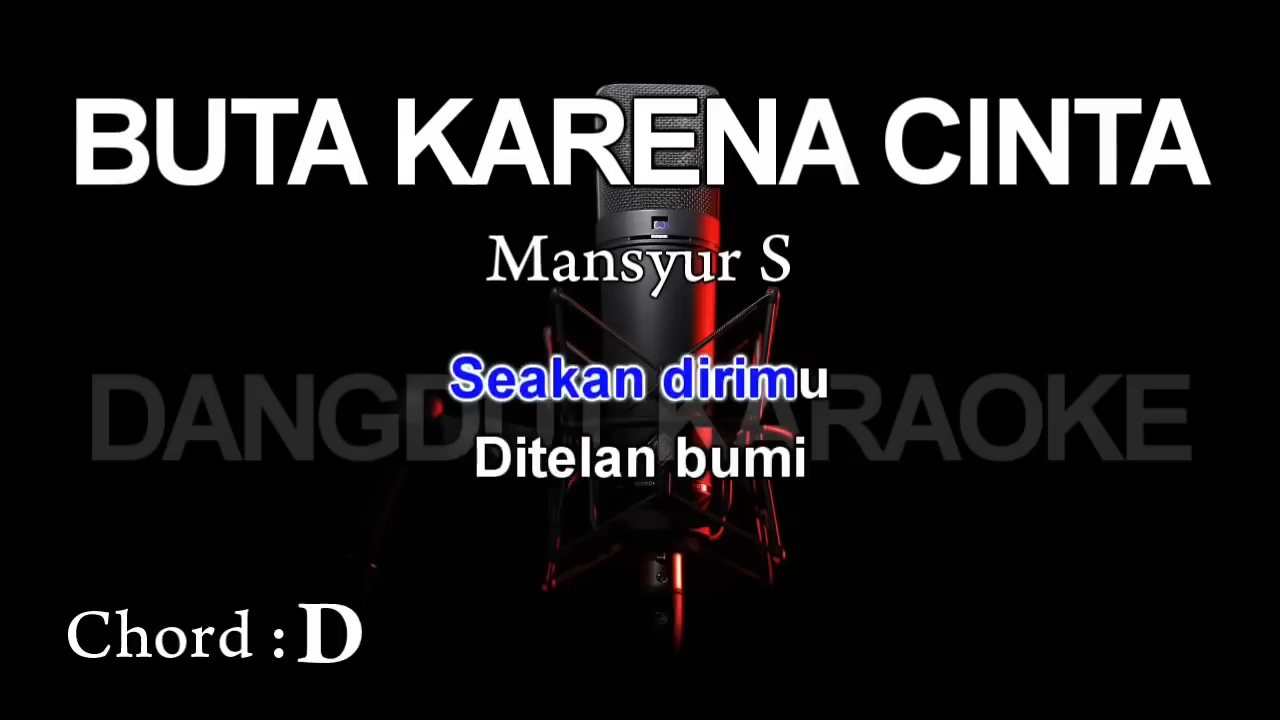 BUTA KARENA CINTA
Mansyur S
Seakan dirimu
DANGDUT KARAOKE
Ditelan bumi
Chord : D